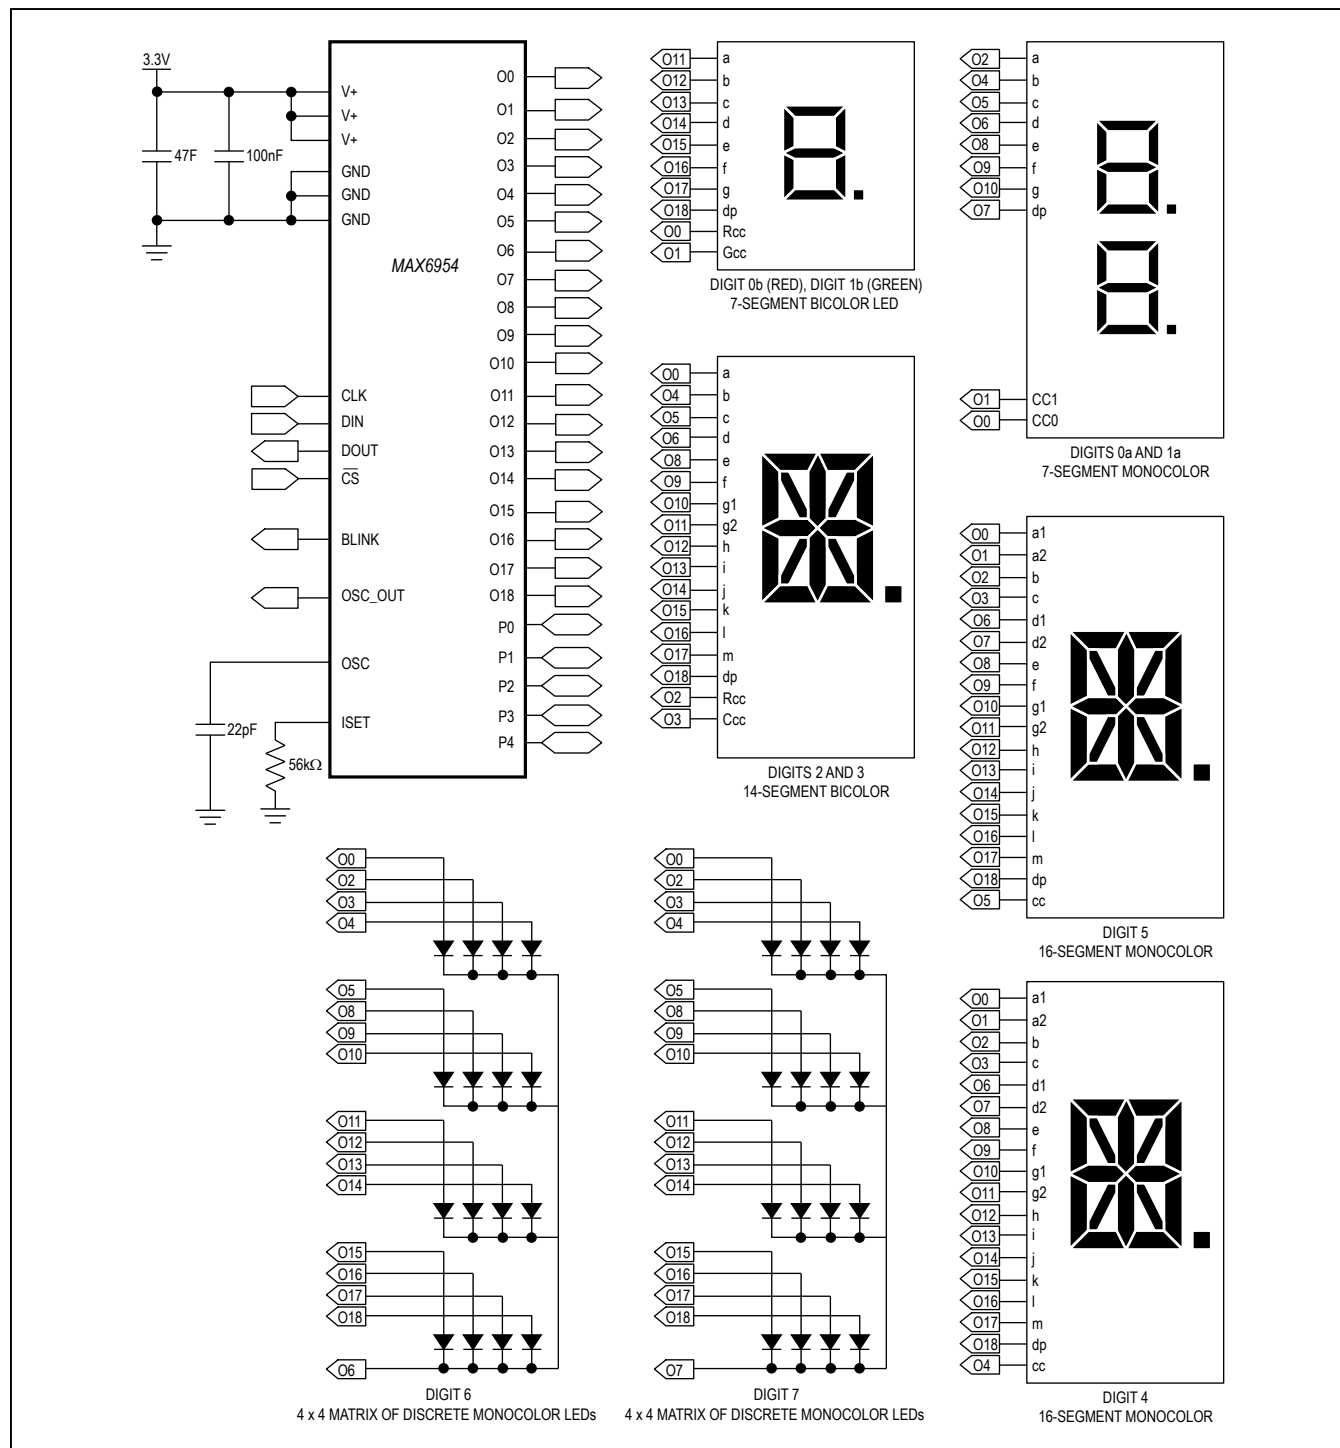 3.3V
47F
100nF
V+
V+
V+
GND
GND
GND
MAX6954
CLK
DIN
DOUT
CS
BLINK
OSC_OUT
OSC
ISET
22pF
56kΩ
O0
O1
O2
O3
O4
O5
O6
O7
O8
O9
O10
O11
O12
O13
O14
O15
O16
O17
O18
P0
P1
P2
P3
P4
O11 a
O12 b
O13 c
O14 d
O15 e
O16 f
O17 g
O18 dp
O0 Rcc
O1 Gcc
DIGIT 0b (RED), DIGIT 1b (GREEN)
7-SEGMENT BICOLOR LED
O2 a
O4 b
O5 c
O6 d
O8 e
O9 f
O10 g
O7 dp
O1 CC1
O0 CC0
DIGITS 0a AND 1a
7-SEGMENT MONOCOLOR
O0 a
O4 b
O5 c
O6 d
O8 e
O9 f
O10 g1
O11 g2
O12 h
O13 i
O14 j
O15 k
O16 l
O17 m
O18 dp
O2 Rcc
O3 Ccc
DIGITS 2 AND 3
14-SEGMENT BICOLOR
O0 a1
O1 a2
O2 b
O3 c
O6 d1
O7 d2
O8 e
O9 f
O10 g1
O11 g2
O12 h
O13 i
O14 j
O15 k
O16 l
O17 m
O18 dp
O5 cc
DIGIT 5
16-SEGMENT MONOCOLOR
O0
O2
O3
O4
O5
O8
O9
O10
O11
O12
O13
O14
O15
O16
O17
O18
O6
DIGIT 6
4 x 4 MATRIX OF DISCRETE MONOCOLOR LEDs
O0
O2
O3
O4
O5
O8
O9
O10
O11
O12
O13
O14
O15
O16
O17
O18
O7
DIGIT 7
4 x 4 MATRIX OF DISCRETE MONOCOLOR LEDs
O0 a1
O1 a2
O2 b
O3 c
O6 d1
O7 d2
O8 e
O9 f
O10 g1
O11 g2
O12 h
O13 i
O14 j
O15 k
O16 l
O17 m
O18 dp
O4 cc
DIGIT 4
16-SEGMENT MONOCOLOR